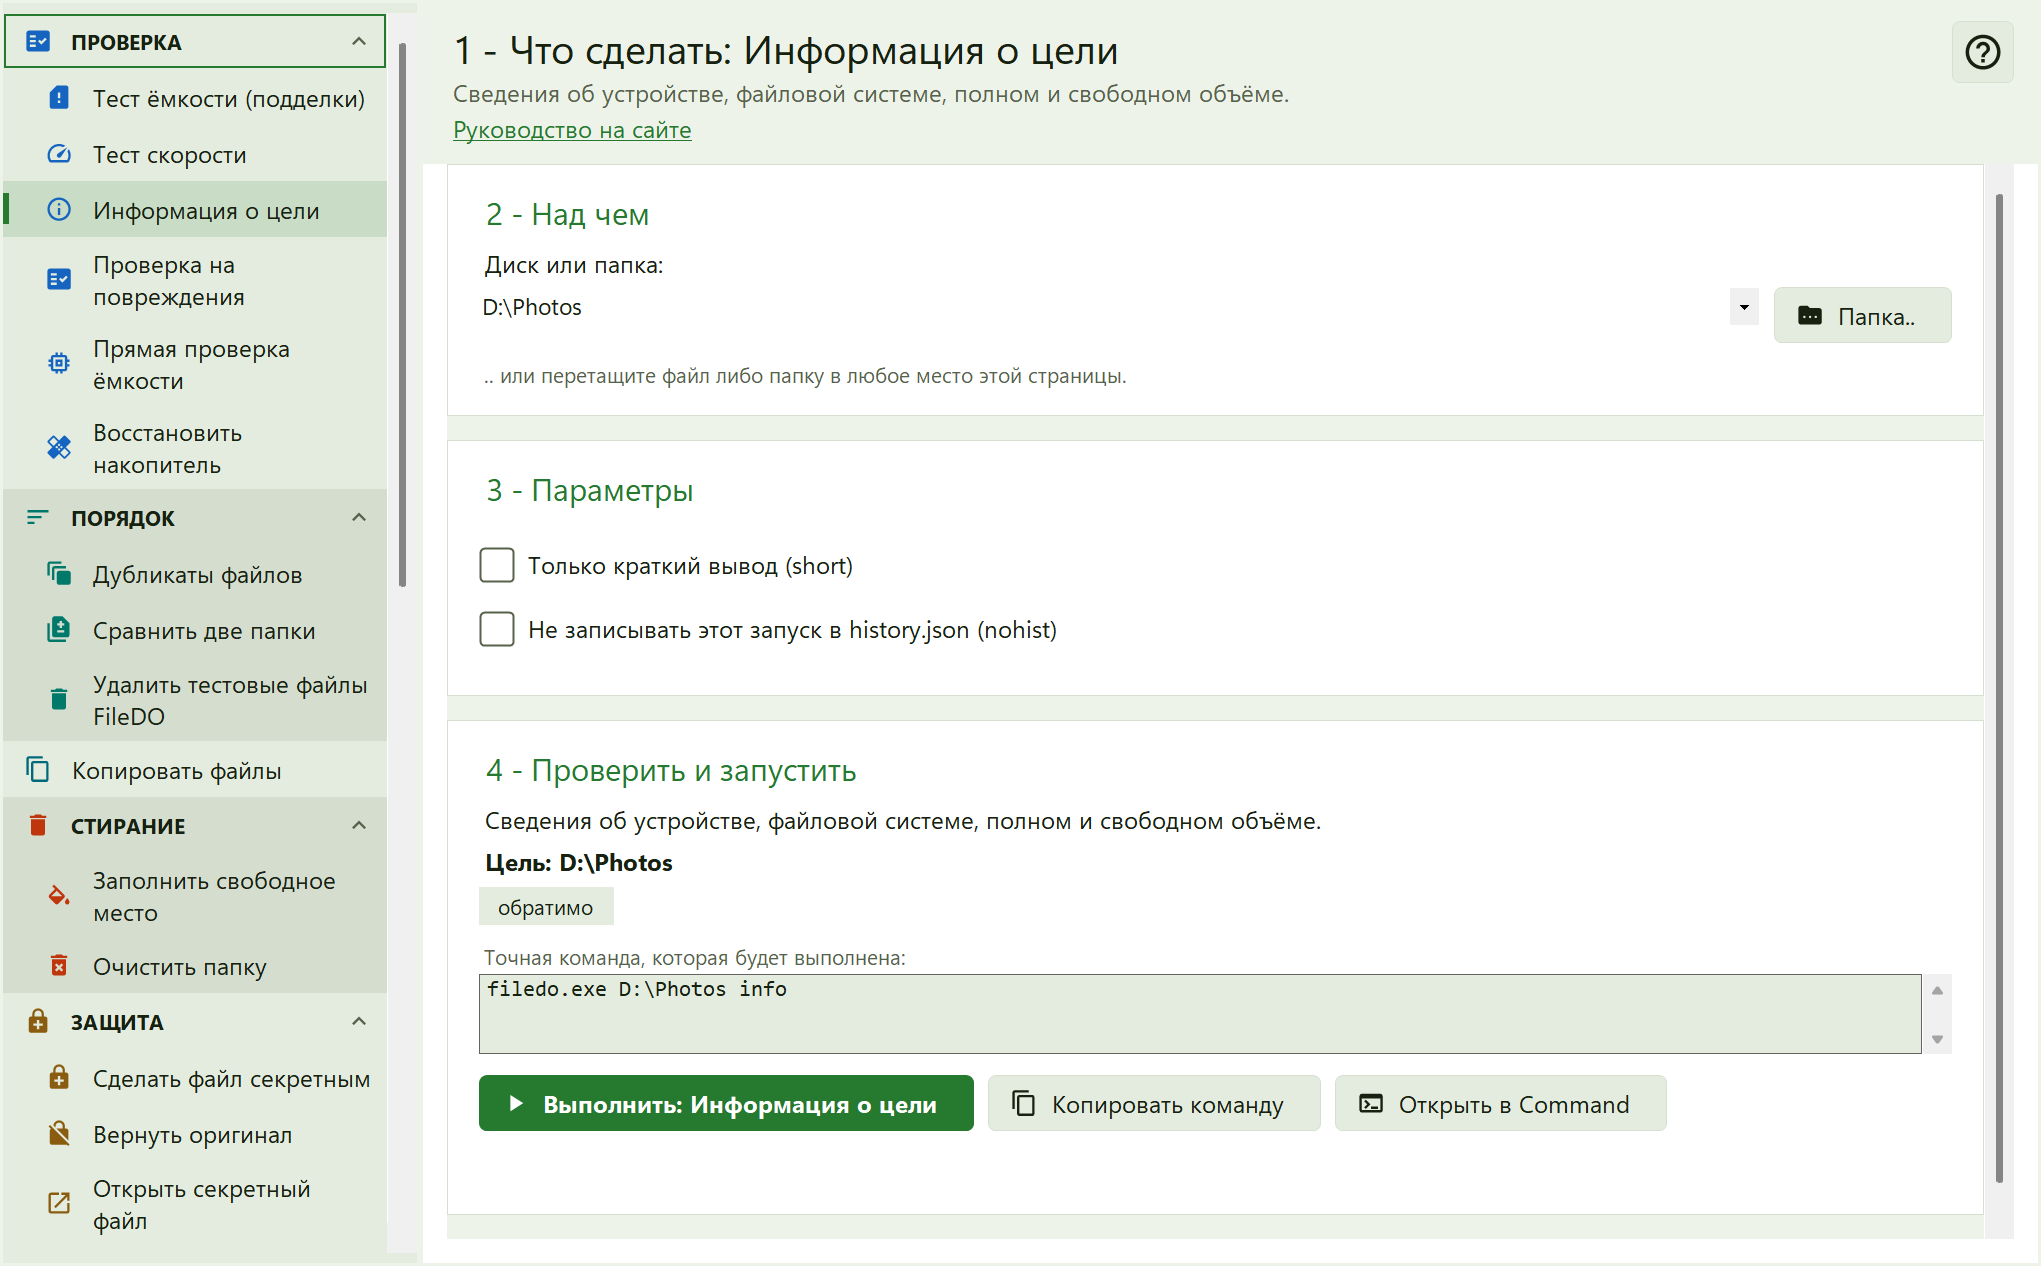 ПРОВЕРКА
Тест ёмкости (подделки)
Тест скорости
Информация о цели
Проверка на
повреждения
Прямая проверка
ёмкости
Восстановить
накопитель
ПОРЯДОК
Дубликаты файлов
Сравнить две папки
Удалить тестовые файлы
FileDO
Копировать файлы
СТИРАНИЕ
Заполнить свободное
место
Очистить папку
ЗАЩИТА
Сделать файл секретным
Вернуть оригинал
Открыть секретный
файл
1 - Что сделать: Информация о цели
Сведения об устройстве, файловой системе, полном и свободном объёме.
Руководство на сайте
2 - Над чем
Диск или папка:
D:\Photos
Папка..
.. или перетащите файл либо папку в любое место этой страницы.
3 - Параметры
Только краткий вывод (short)
Не записывать этот запуск в history.json (nohist)
4 - Проверить и запустить
Сведения об устройстве, файловой системе, полном и свободном объёме.
Цель: D:\Photos
обратимо
Точная команда, которая будет выполнена:
filedo.exe D:\Photos info
Выполнить: Информация о цели
Копировать команду
Открыть в Command